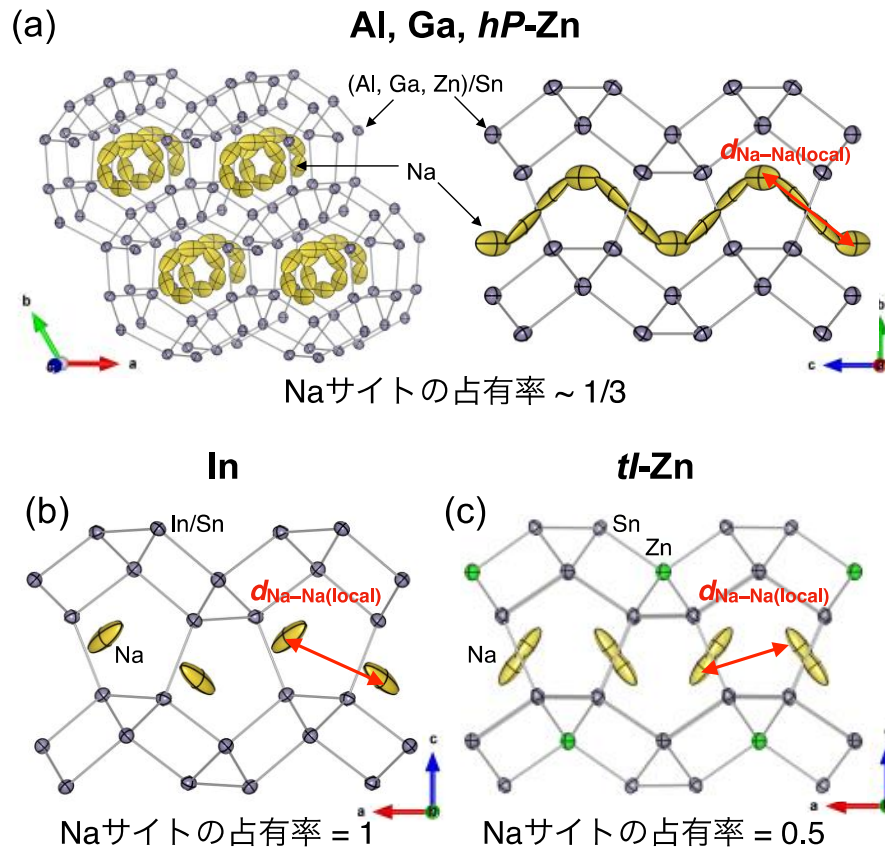 (a) Al, Ga, hP-Zn
(Al, Ga, Zn)/Sn
Na
dNa–Na(local)
b
a
b
c
Naサイトの占有率 ~ 1/3
In
tI-Zn
(b)
In/Sn
dNa–Na(local)
Na
c
a
Naサイトの占有率 = 1
(c)
Sn
Zn
dNa–Na(local)
Na
a
Naサイトの占有率 = 0.5